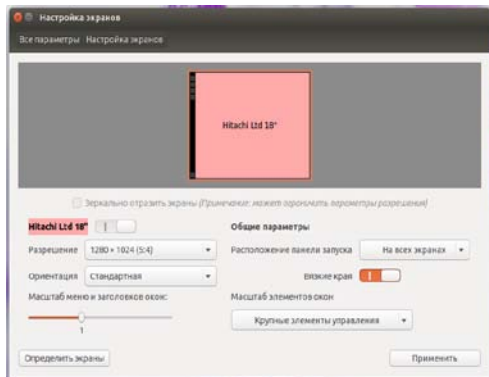 Настройка экранов
Все параметры Настройка экранов
Hitachi Ltd 18"
Зеркально отразить экраны (Примечание: может ограничить параметры разрешения)
Hitachi Ltd 18"
Общие параметры
Разрешение 1280 × 1024 (5:4)
Расположение панели запуска На всех экранах
Ориентация Стандартная
Вязкие края
Масштаб меню и заголовков окон:
Масштаб элементов окон
1
Крупные элементы управления
Определить экраны
Применить